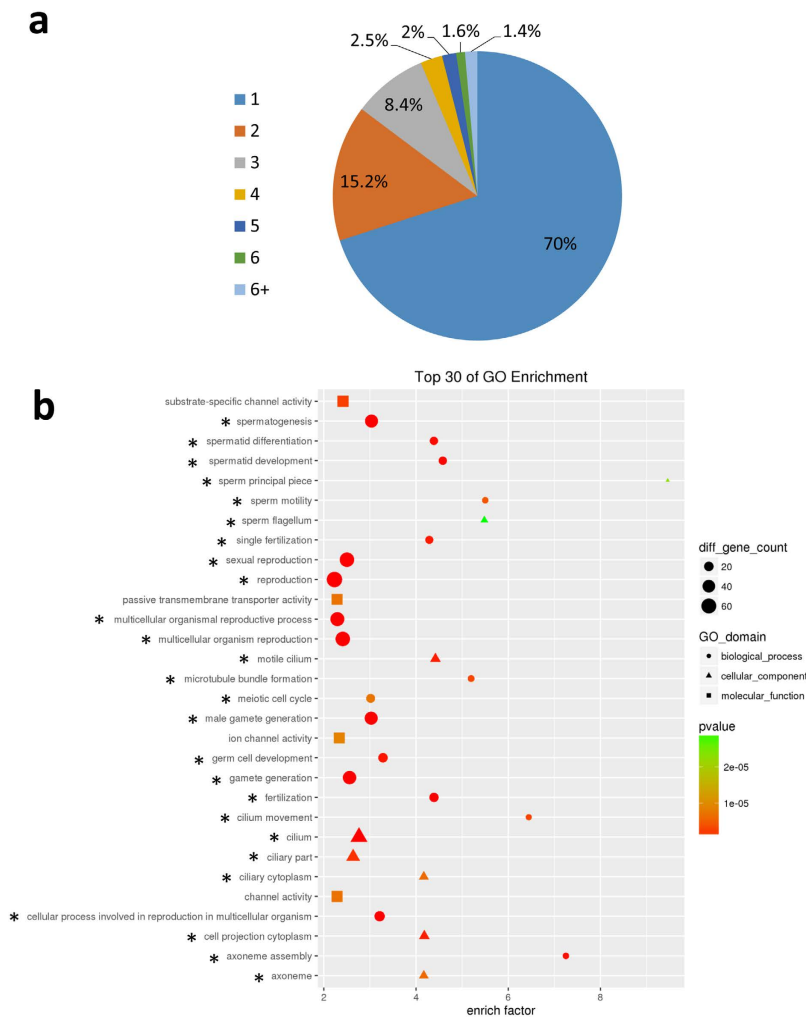 a
2.5%
2%
1.6%
1.4%
8.4%
15.2%
70%
1
2
3
4
5
6
6+
b
Top 30 of GO Enrichment
substrate-specific channel activity
* spermatogenesis
* spermatid differentiation
* spermatid development
* sperm principal piece
* sperm motility
* sperm flagellum
* single fertilization
* sexual reproduction
* reproduction
passive transmembrane transporter activity
* multicellular organismal reproductive process
* multicellular organism reproduction
* motile cilium
* microtubule bundle formation
* meiotic cell cycle
* male gamete generation
ion channel activity
* germ cell development
* gamete generation
* fertilization
* cilium movement
* cilium
* ciliary part
* ciliary cytoplasm
channel activity
* cellular process involved in reproduction in multicellular organism
* cell projection cytoplasm
* axoneme assembly
* axoneme
2 4 6 8
enrich factor
diff_gene_count
20
40
60
GO_domain
biological_process
cellular_component
molecular_function
pvalue
2e-05
1e-05